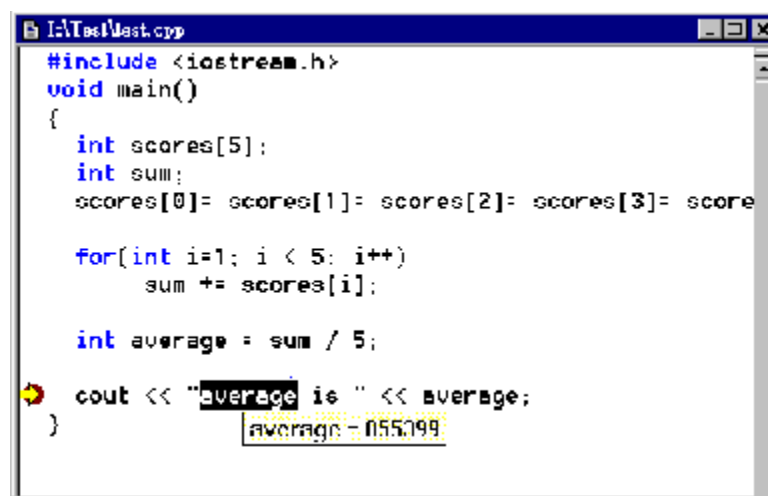 I:\Test\test.cpp
#include <iostream.h>
void main()
{
int scores[5];
int sum;
scores[0]= scores[1]= scores[2]= scores[3]= score
for(int i=1; i < 5; i++)
sum += scores[i];
int average = sum / 5;
cout << "average is " << average;
}
average =